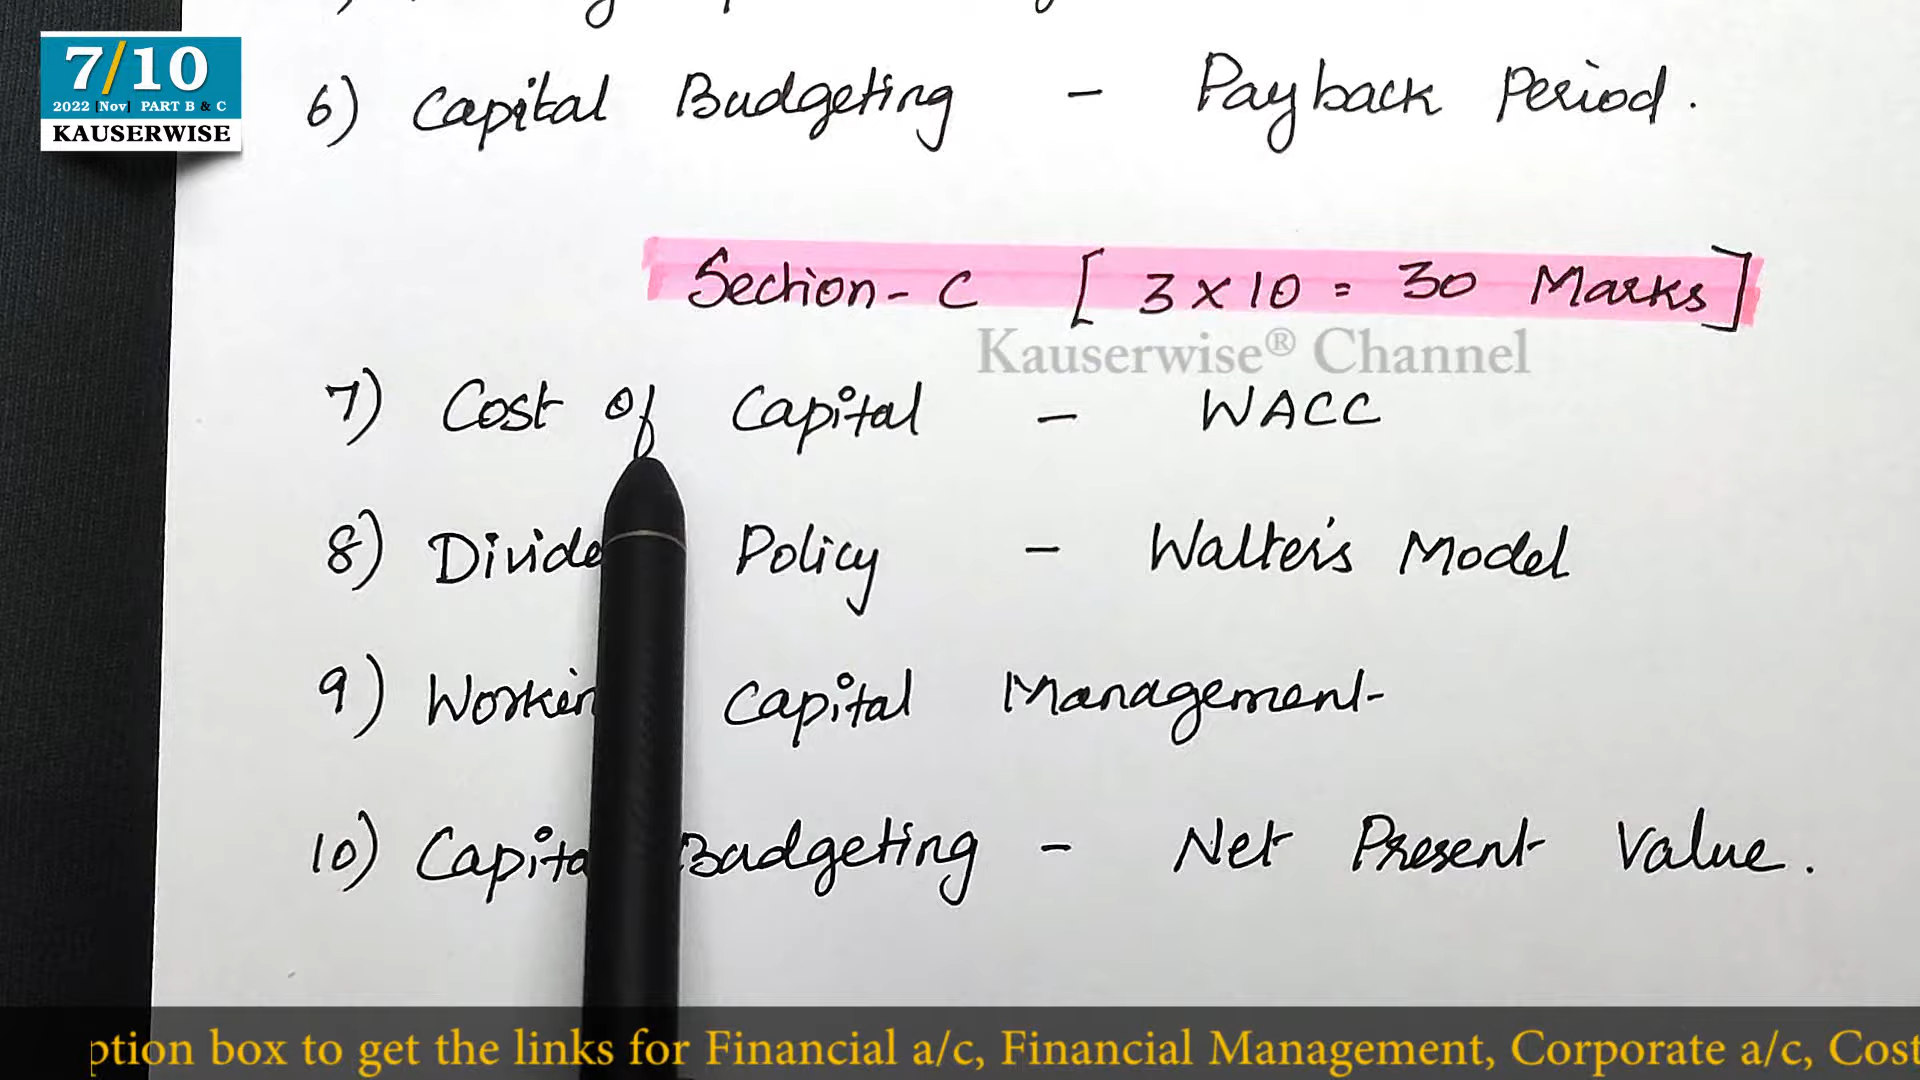 7/10
2022 [Nov] PART B & C
KAUSERWISE
6) Capital Budgeting - Payback Period.
Section - C [ 3 x 10 = 30 Marks ]
Kauserwise® Channel
7) Cost of Capital - WACC
8) Divide Policy - Walter's Model
9) Workin Capital Management
10) Capita Budgeting - Net Present Value.
ption box to get the links for Financial a/c, Financial Management, Corporate a/c, Cost